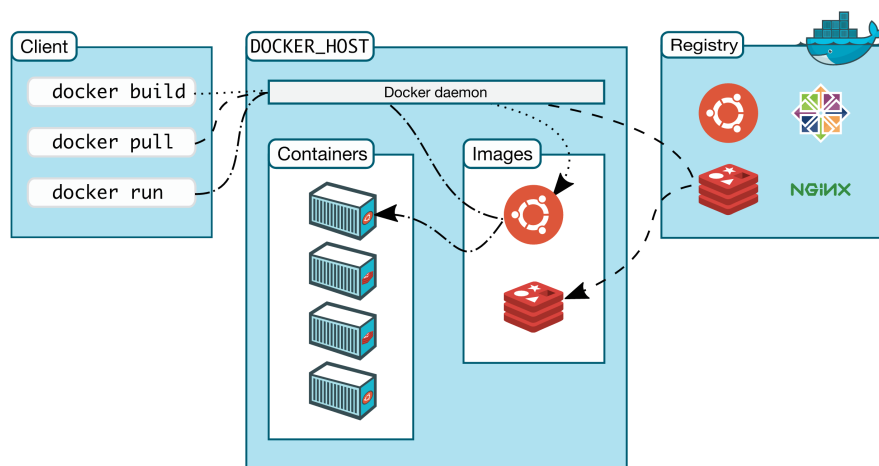 Client
docker build
docker pull
docker run
DOCKER_HOST
Docker daemon
Containers
Images
Registry
NGINX